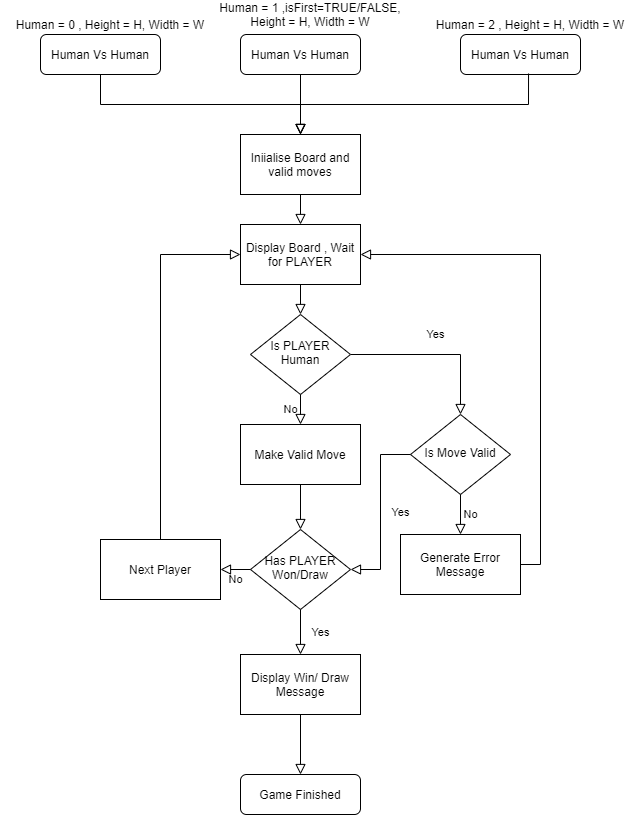 Human = 1 ,isFirst=TRUE/FALSE,
Height = H, Width = W
Human = 0 , Height = H, Width = W
Human = 2 , Height = H, Width = W
Human Vs Human
Human Vs Human
Human Vs Human
Iniialise Board and
valid moves
Display Board , Wait
for PLAYER
Is PLAYER
Human
Yes
No
Make Valid Move
Is Move Valid
Yes
No
Has PLAYER
Won/Draw
Generate Error
Message
Next Player
No
Yes
Display Win/ Draw
Message
Game Finished